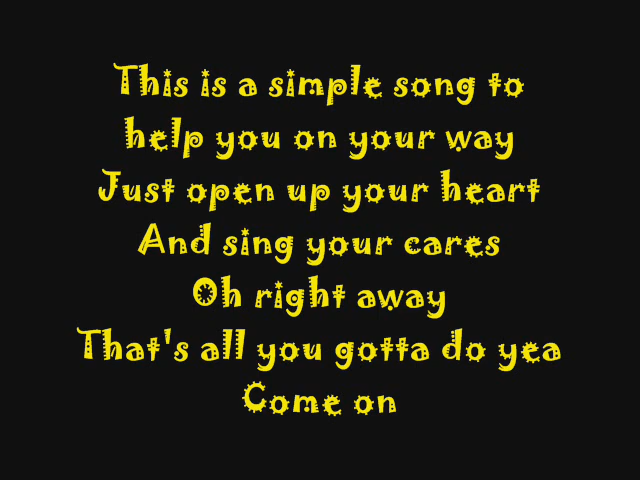 This is a simple song to
help you on your way
Just open up your heart
And sing your cares
Oh right away
That's all you gotta do yea
Come on